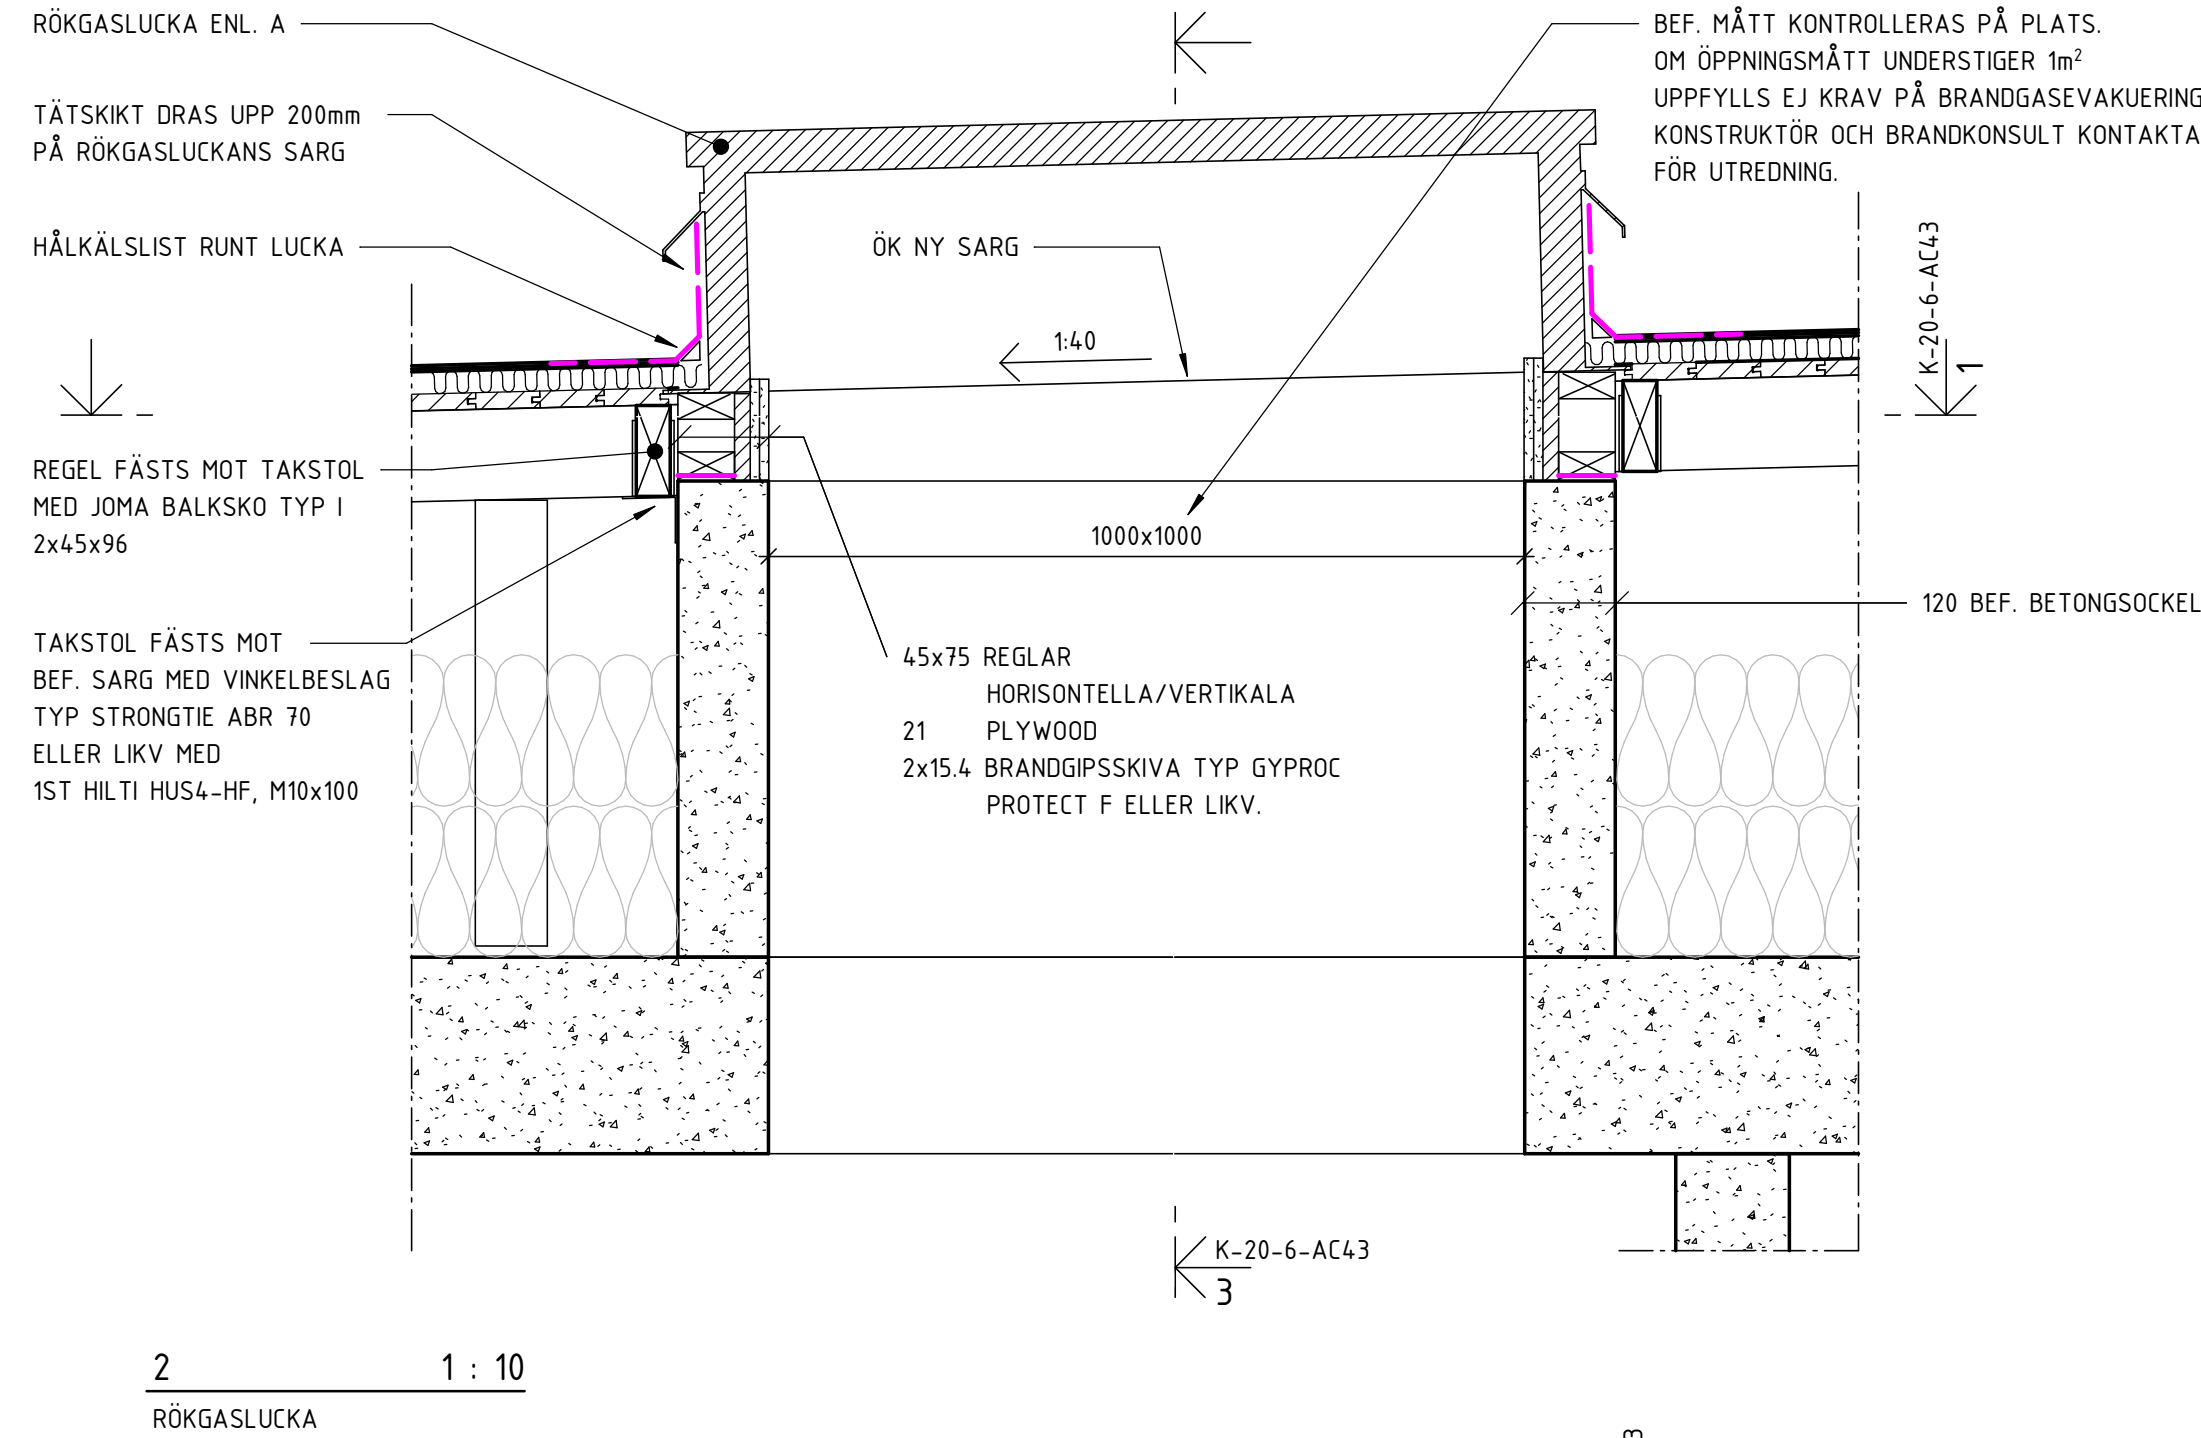 RÖKGASLUCKA ENL. A
TÄTSKIKT DRAS UPP 200mm
PÅ RÖKGASLUCKANS SARG
HÅLKÄLSLIST RUNT LUCKA
REGEL FÄSTS MOT TAKSTOL
MED JOMA BALKSKO TYP I
2x45x96
TAKSTOL FÄSTS MOT
BEF. SARG MED VINKELBESLAG
TYP STRONGTIE ABR 70
ELLER LIKV MED
1ST HILTI HUS4-HF, M10x100
ÖK NY SARG
1:40
1000x1000
45x75 REGLAR
HORISONTELLA/VERTIKALA
21 PLYWOOD
2x15.4 BRANDGIPSSKIVA TYP GYPROC
PROTECT F ELLER LIKV.
BEF. MÅTT KONTROLLERAS PÅ PLATS.
OM ÖPPNINGSMÅTT UNDERSTIGER 1m²
UPPFYLLS EJ KRAV PÅ BRANDGASEVAKUERING
KONSTRUKTÖR OCH BRANDKONSULT KONTAKTA
FÖR UTREDNING.
K-20-6-AC43
1
120 BEF. BETONGSOCKEL
K-20-6-AC43
3
2 1 : 10
RÖKGASLUCKA